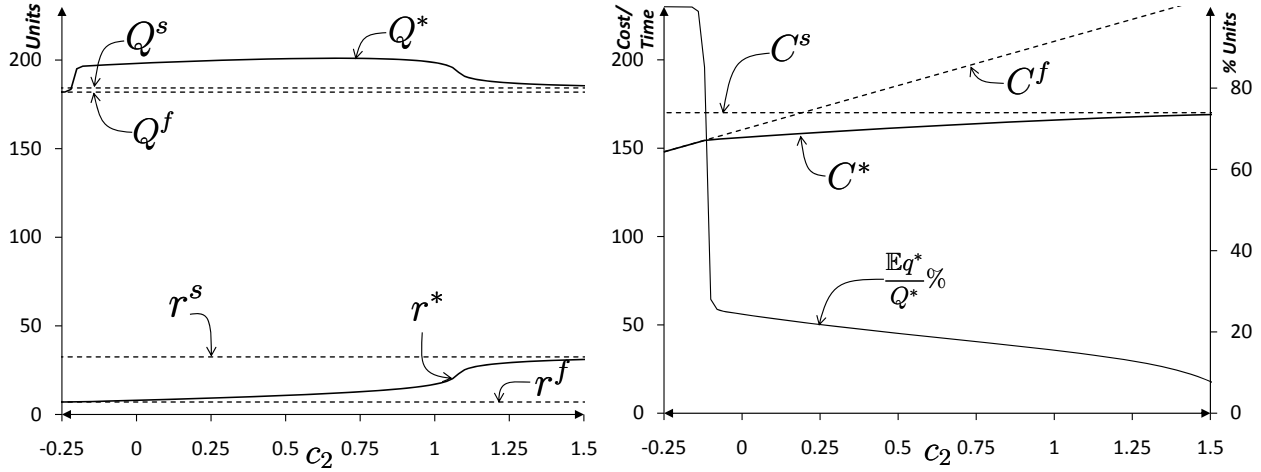 Units
200
150
100
50
0
Q^s
Q^*
Q^f
r^s
r^*
r^f
-0.25 0 0.25 0.5 0.75 1 1.25 1.5
c_2
Cost/
Time
200
150
100
50
0
C^s
C^f
C^*
𝔼q^*
Q^* %
% Units
80
60
40
20
0
-0.25 0 0.25 0.5 0.75 1 1.25 1.5
c_2